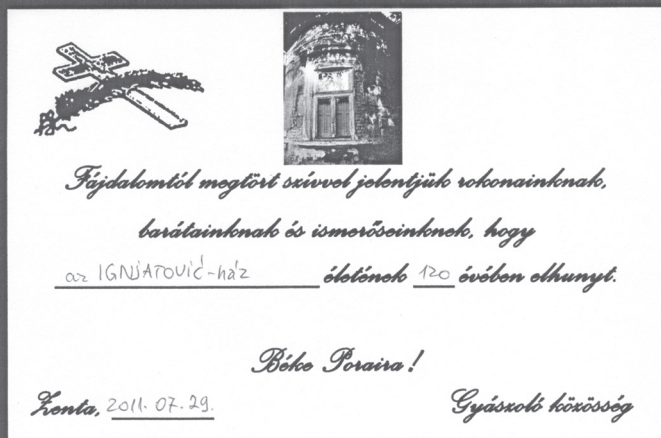 Fájdalomtól megtört szívvel jelentjük rokonainknak,
barátainknak és ismerőseinknek, hogy
az IGNJATOVIĆ-ház életének 120 évében elhunyt.
Béke Poraira!
Zenta, 2011. 07. 29. Gyászoló közösség